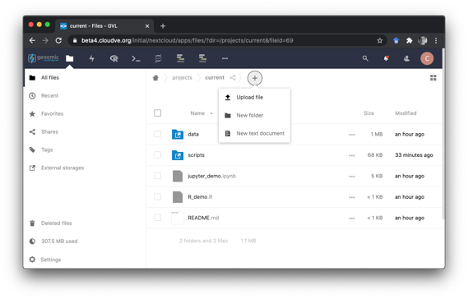 current - Files - GVL
beta4.cloudve.org/initial/nextcloud/apps/files/?dir=/projects/current&fileid=69
genomic
C
All files
Recent
Favorites
Shares
Tags
External storages
Deleted files
307.5 MB used
Settings
projects
current
Upload file
New folder
New text document
Name
Size
Modified
data
1 MB
an hour ago
scripts
68 KB
33 minutes ago
jupyter_demo.ipynb
5 KB
an hour ago
R_demo.R
< 1 KB
an hour ago
README.md
< 1 KB
an hour ago
2 folders and 3 files
17 MB